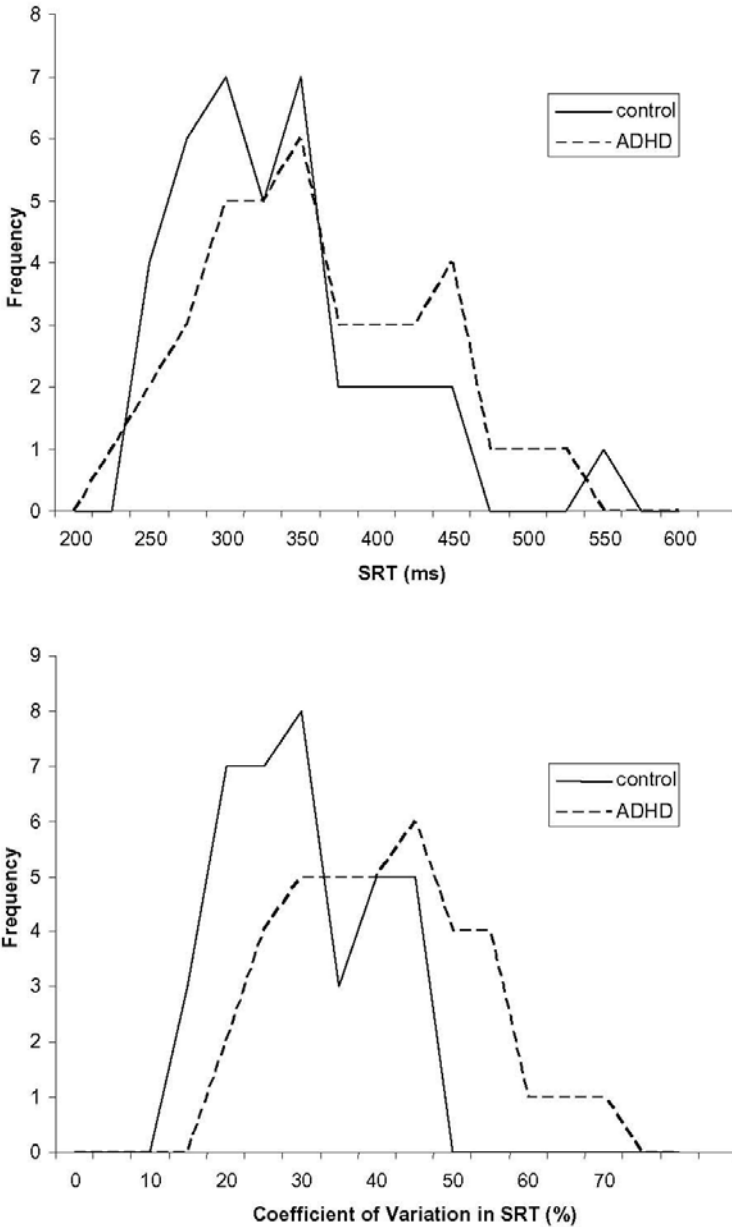 8
7
6
5
4
3
2
1
0
Frequency
control
ADHD
200 250 300 350 400 450 500 550 600
SRT (ms)
9
8
7
6
5
4
3
2
1
0
Frequency
control
ADHD
0 10 20 30 40 50 60 70
Coefficient of Variation in SRT (%)